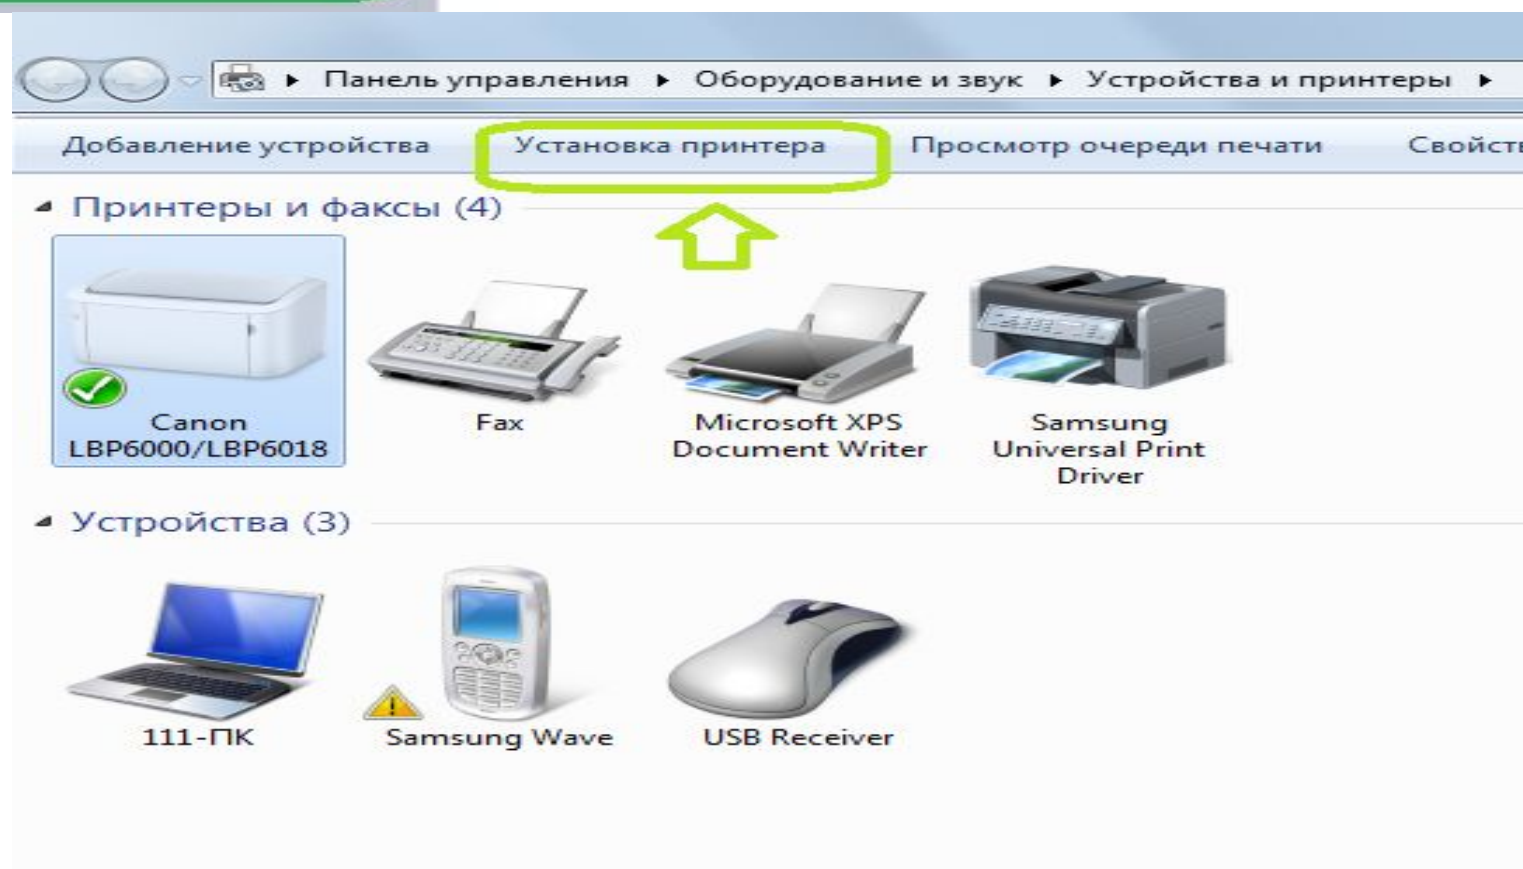 Панель управления ▸ Оборудование и звук ▸ Устройства и принтеры ▸
Добавление устройства Установка принтера Просмотр очереди печати Свойств
Принтеры и факсы (4)
Canon
LBP6000/LBP6018
Fax
Microsoft XPS
Document Writer
Samsung
Universal Print
Driver
Устройства (3)
111-ПК
Samsung Wave
USB Receiver